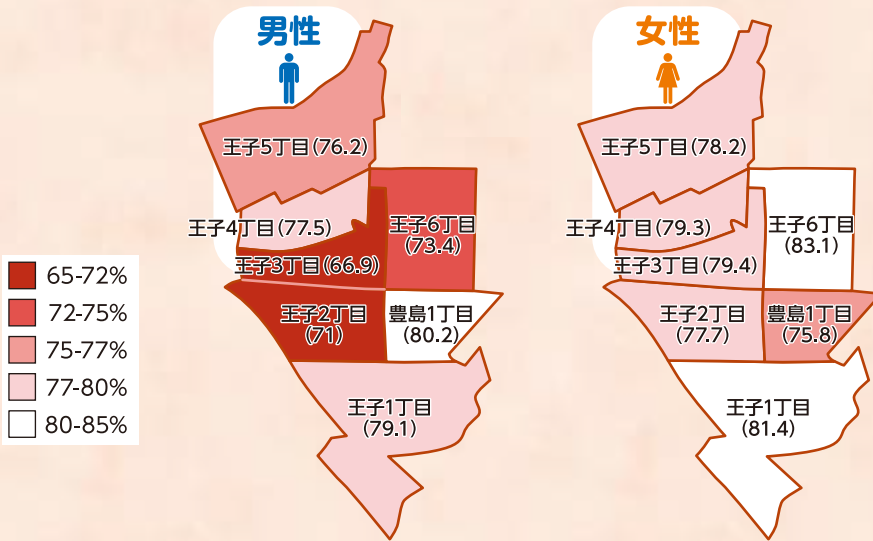 男性
王子5丁目(76.2)
王子4丁目(77.5)
王子6丁目
(73.4)
王子3丁目(66.9)
王子2丁目
(71)
豊島1丁目
(80.2)
王子1丁目
(79.1)
女性
王子5丁目(78.2)
王子4丁目(79.3)
王子6丁目
(83.1)
王子3丁目(79.4)
王子2丁目
(77.7)
豊島1丁目
(75.8)
王子1丁目
(81.4)
65-72%
72-75%
75-77%
77-80%
80-85%